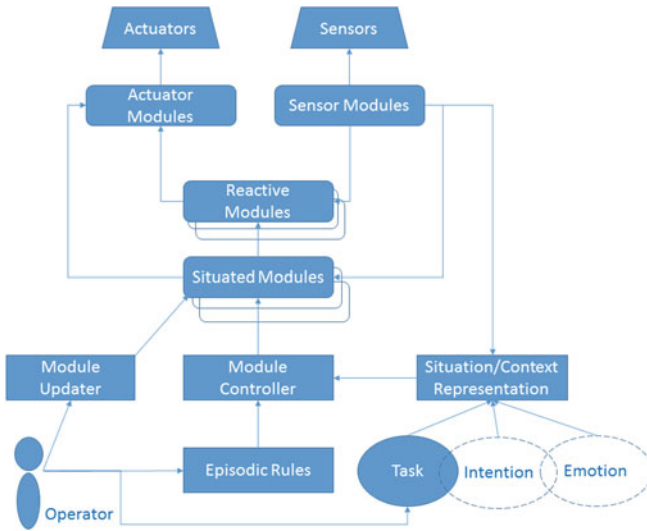 Actuators
Sensors
Actuator
Modules
Sensor Modules
Reactive
Modules
Situated Modules
Module
Updater
Module
Controller
Situation/Context
Representation
Episodic Rules
Task
Intention
Emotion
Operator